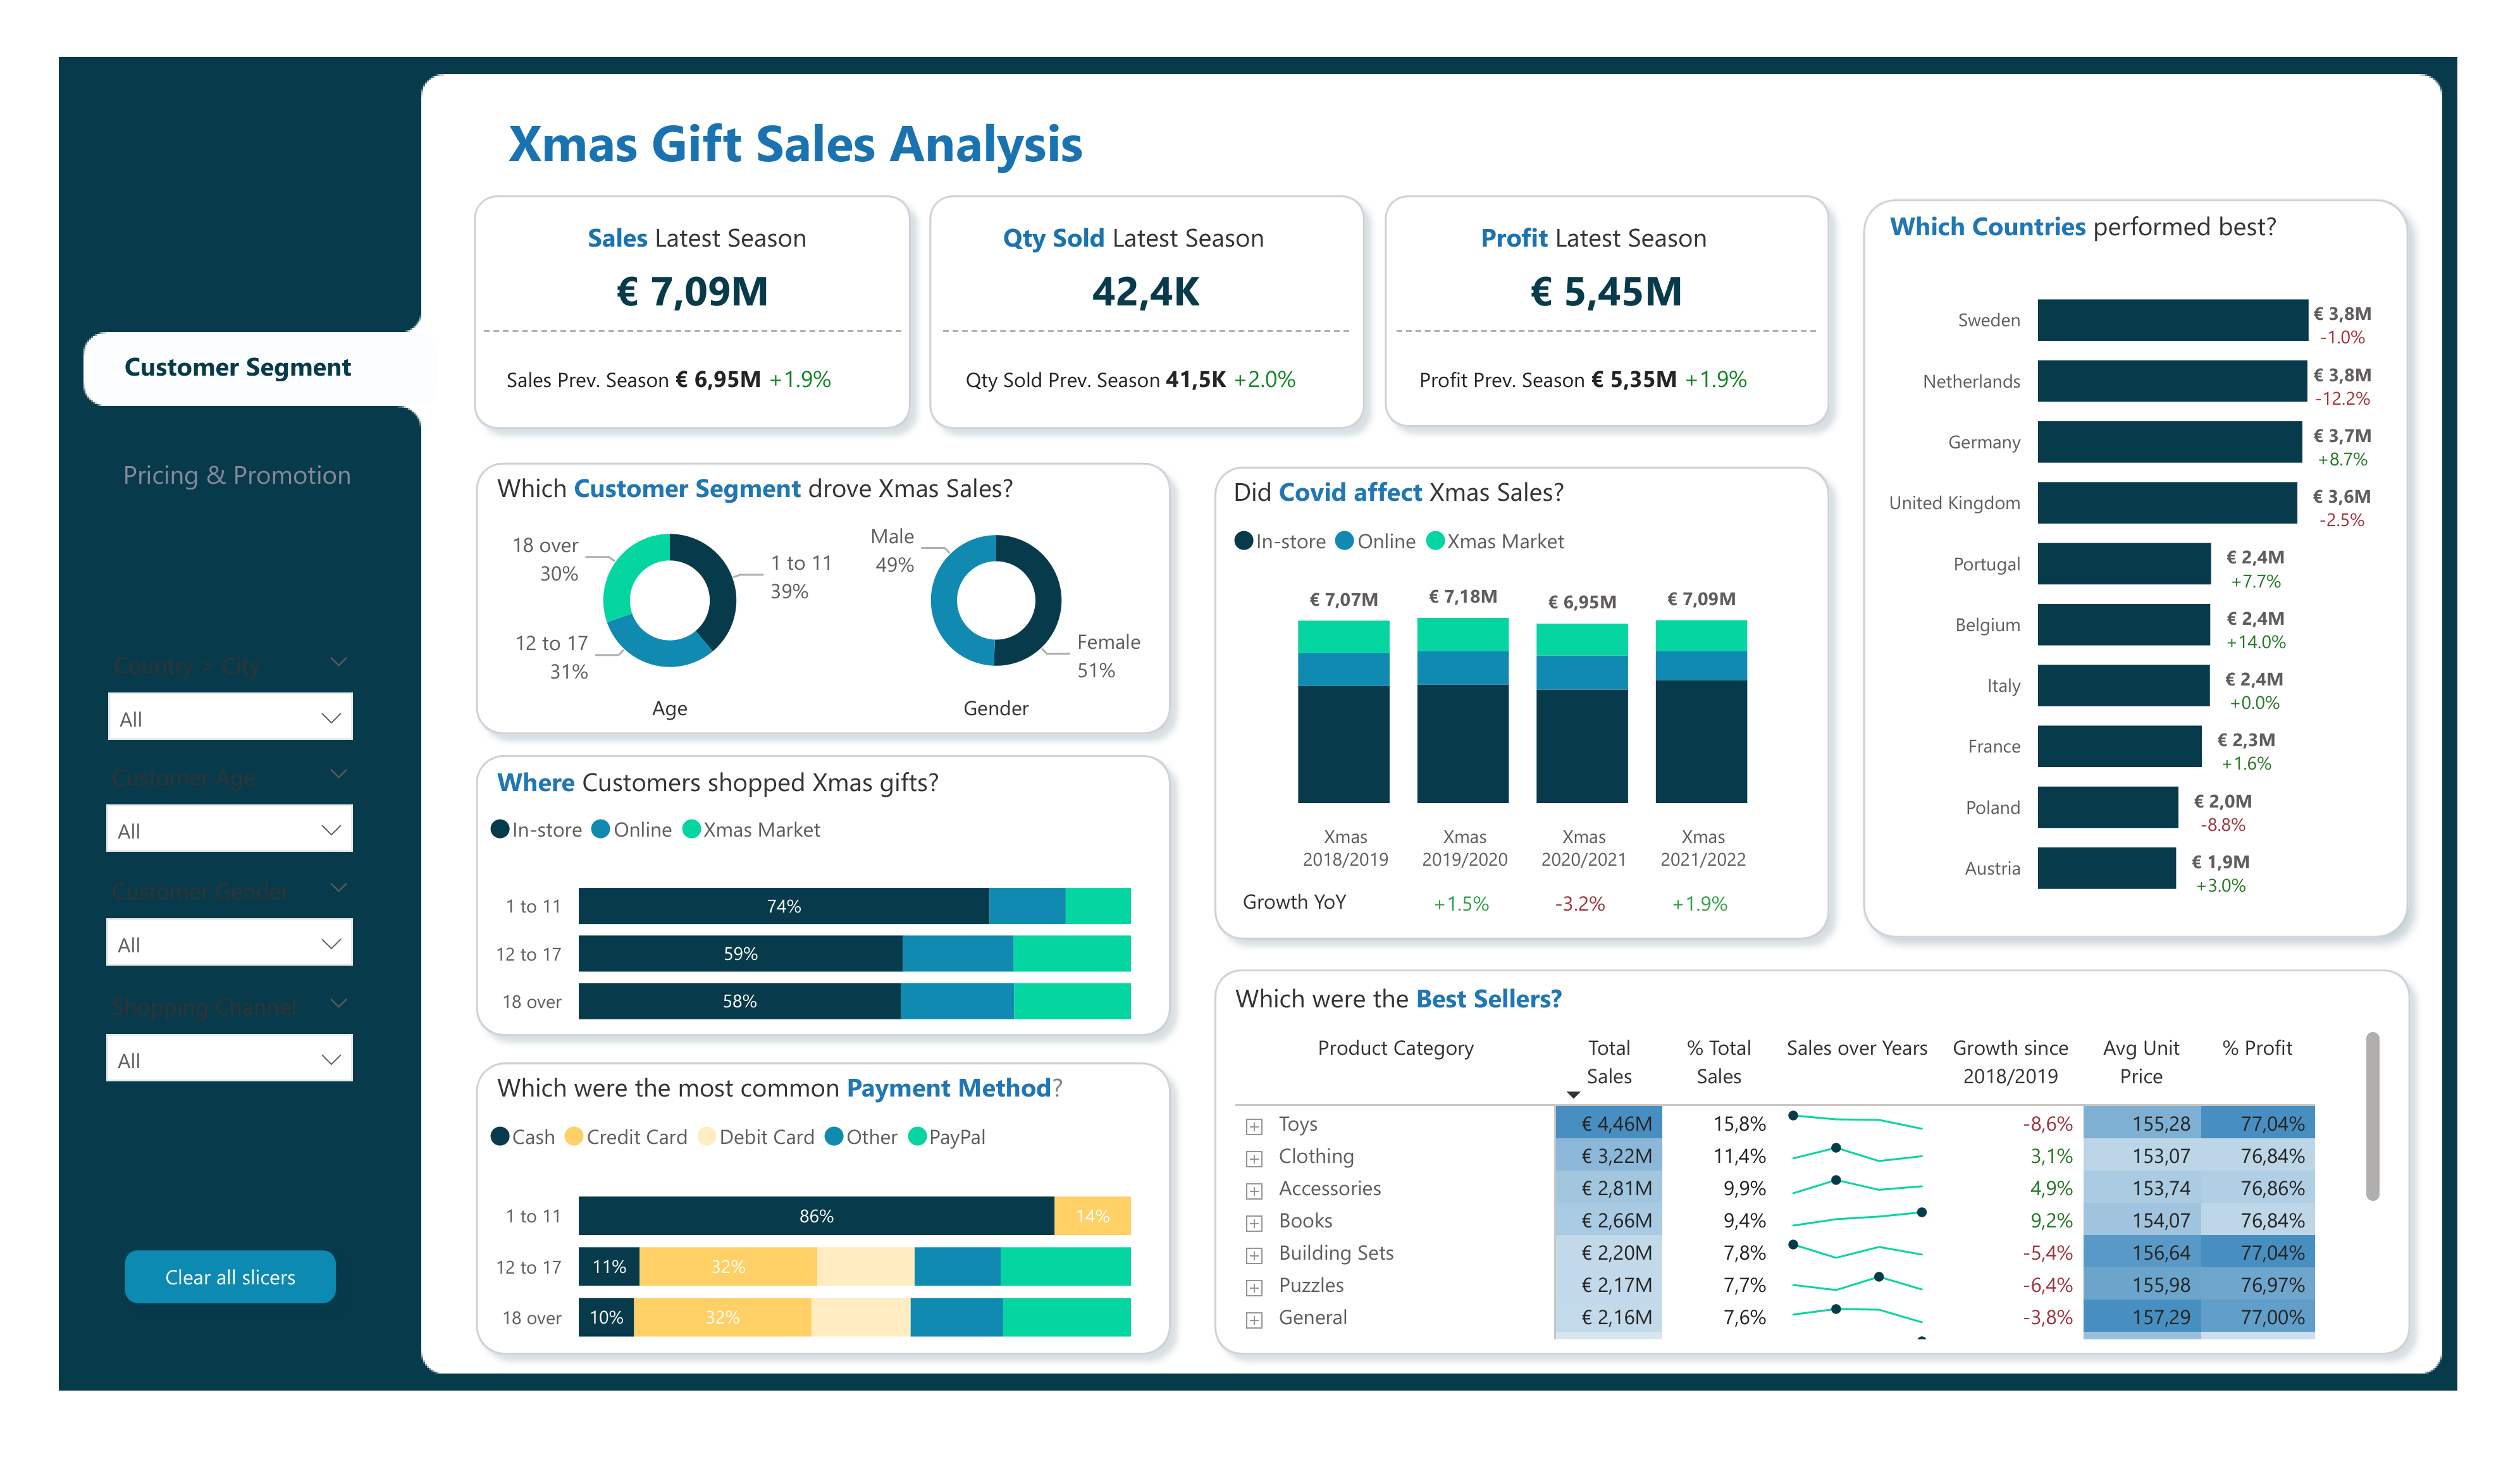 Xmas Gift Sales Analysis
Customer Segment
Pricing & Promotion
Country > City
All
Customer Age
All
Customer Gender
All
Shopping Channel
All
Clear all slicers
Sales Latest Season
€ 7,09M
Sales Prev. Season € 6,95M +1.9%
Qty Sold Latest Season
42,4K
Qty Sold Prev. Season 41,5K +2.0%
Profit Latest Season
€ 5,45M
Profit Prev. Season € 5,35M +1.9%
Which Countries performed best?
Sweden € 3,8M
-1.0%
Netherlands € 3,8M
-12.2%
Germany € 3,7M
+8.7%
United Kingdom € 3,6M
-2.5%
Portugal € 2,4M
+7.7%
Belgium € 2,4M
+14.0%
Italy € 2,4M
+0.0%
France € 2,3M
+1.6%
Poland € 2,0M
-8.8%
Austria € 1,9M
+3.0%
Which Customer Segment drove Xmas Sales?
18 over
30%
1 to 11
39%
12 to 17
31%
Age
Male
49%
Female
51%
Gender
Did Covid affect Xmas Sales?
In-store Online Xmas Market
€ 7,07M € 7,18M € 6,95M € 7,09M
Xmas Xmas Xmas Xmas
2018/2019 2019/2020 2020/2021 2021/2022
Growth YoY +1.5% -3.2% +1.9%
Where Customers shopped Xmas gifts?
In-store Online Xmas Market
1 to 11 74%
12 to 17 59%
18 over 58%
Which were the most common Payment Method?
Cash Credit Card Debit Card Other PayPal
1 to 11 86% 14%
12 to 17 11% 32%
18 over 10% 32%
Which were the Best Sellers?
Product Category Total Sales % Total Sales Sales over Years Growth since 2018/2019 Avg Unit Price % Profit
Toys € 4,46M 15,8% -8,6% 155,28 77,04%
Clothing € 3,22M 11,4% 3,1% 153,07 76,84%
Accessories € 2,81M 9,9% 4,9% 153,74 76,86%
Books € 2,66M 9,4% 9,2% 154,07 76,84%
Building Sets € 2,20M 7,8% -5,4% 156,64 77,04%
Puzzles € 2,17M 7,7% -6,4% 155,98 76,97%
General € 2,16M 7,6% -3,8% 157,29 77,00%